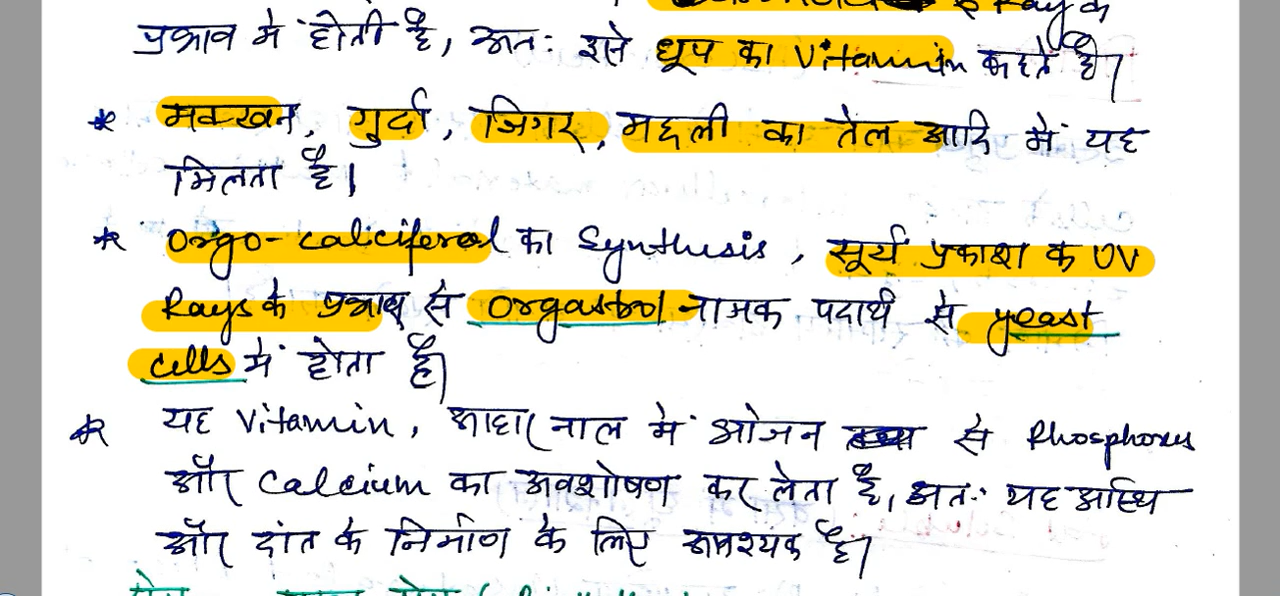 Rays के
प्रभाव में होती है, अतः इसे धूप का Vitamin कहते है।
* मक्खन, गुर्दा, जिगर, मछली का तेल आदि में यह
मिलता है।
* Orgo-caliciferol का Synthesis, सूर्य प्रकाश के UV
Rays के प्रभाव से Orgastrol नामक पदार्थ से yeast
cells में होता है।
* यह Vitamin, आहार नाल में भोजन से Phosphorus
और Calcium का अवशोषण कर लेता है, अतः यह अस्थि
और दांत के निर्माण के लिए आवश्यक है।